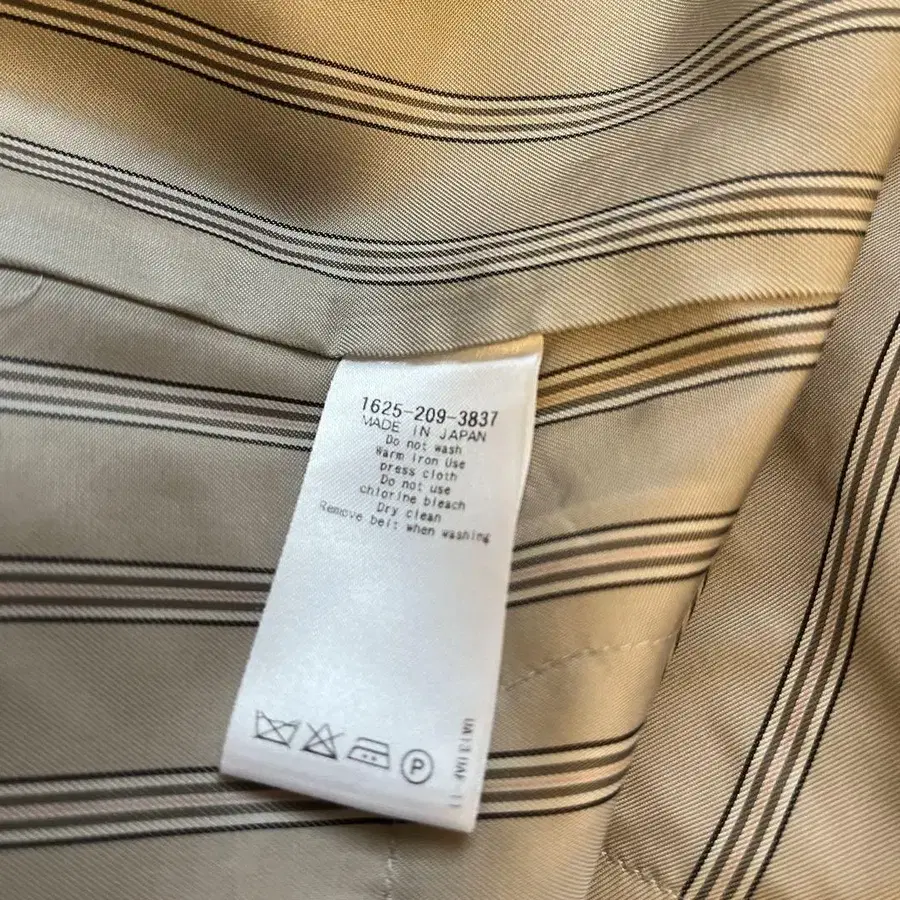 1625-209-3837
MADE IN JAPAN
Do not wash
Warm Iron Use
press cloth
Do not use
chlorine bleach
Dry clean
Remove belt when washing
P